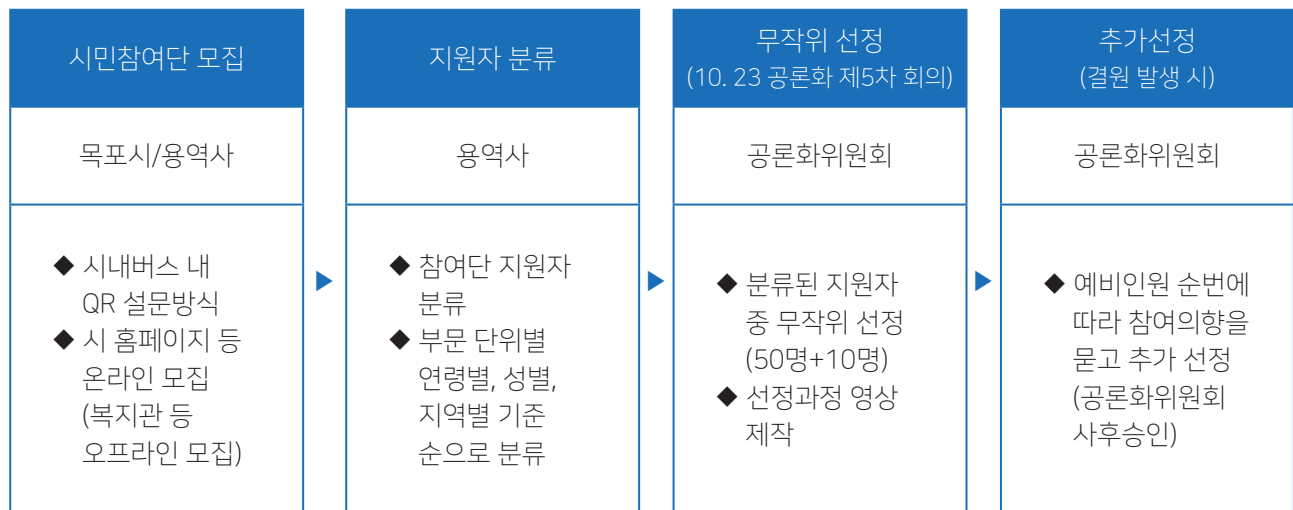 시민참여단 모집
목포시/용역사
◆ 시내버스 내
QR 설문방식
◆ 시 홈페이지 등
온라인 모집
(복지관 등
오프라인 모집)
▶
지원자 분류
용역사
◆ 참여단 지원자
분류
◆ 부문 단위별
연령별, 성별,
지역별 기준
순으로 분류
▶
무작위 선정
(10. 23 공론화 제5차 회의)
공론화위원회
◆ 분류된 지원자
중 무작위 선정
(50명+10명)
◆ 선정과정 영상
제작
▶
추가선정
(결원 발생 시)
공론화위원회
◆ 예비인원 순번에
따라 참여의향을
묻고 추가 선정
(공론화위원회
사후승인)